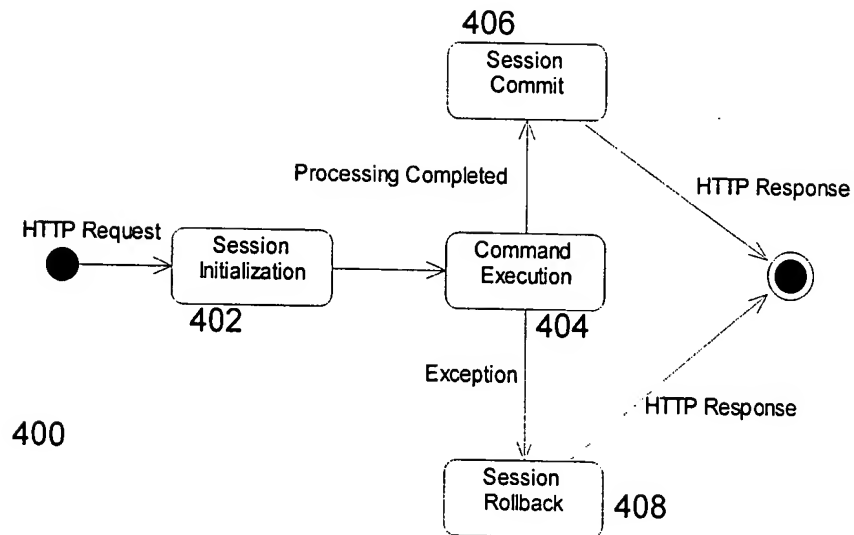 406
Session
Commit
Processing Completed
HTTP Response
HTTP Request
Session
Initialization
Command
Execution
402
404
Exception
HTTP Response
400
Session
Rollback
408